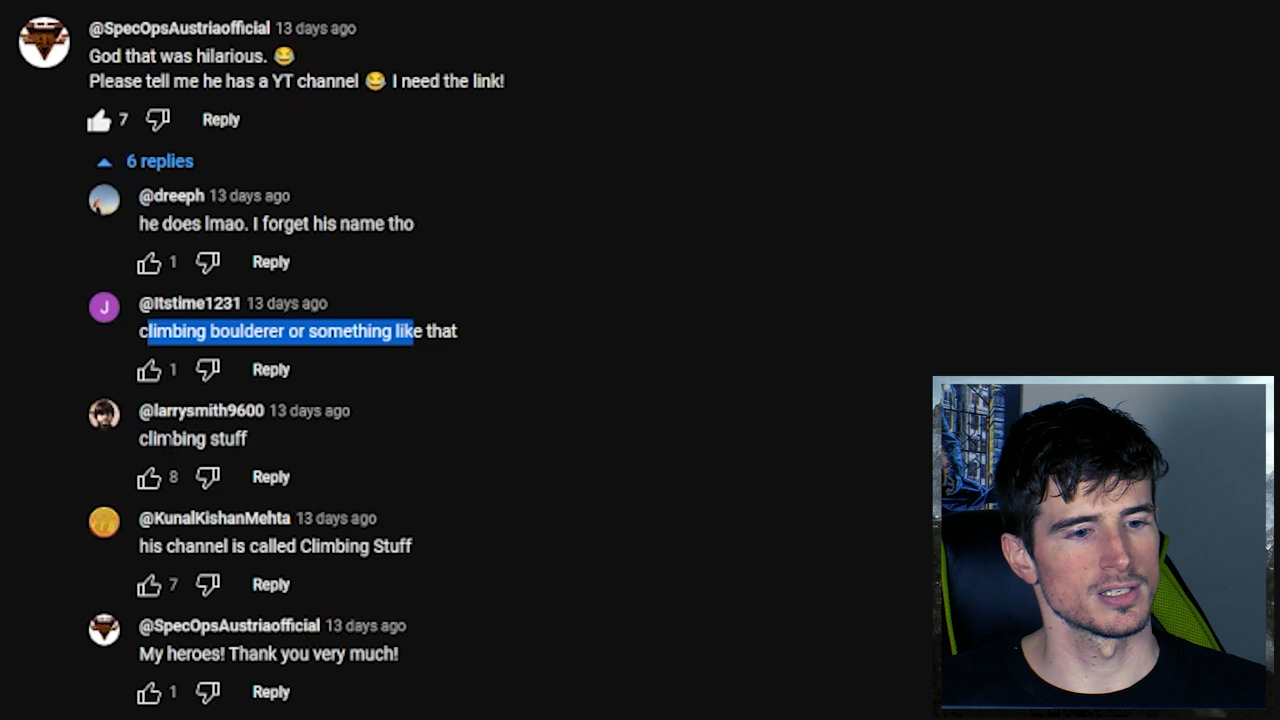 @SpecOpsAustriaofficial 13 days ago
God that was hilarious. 😂
Please tell me he has a YT channel 😂 I need the link!
7 Reply
6 replies
@dreeph 13 days ago
he does lmao. I forget his name tho
1 Reply
J
@Itstime1231 13 days ago
climbing boulderer or something like that
1 Reply
@larrysmith9600 13 days ago
climbing stuff
8 Reply
@KunalKishanMehta 13 days ago
his channel is called Climbing Stuff
7 Reply
@SpecOpsAustriaofficial 13 days ago
My heroes! Thank you very much!
1 Reply